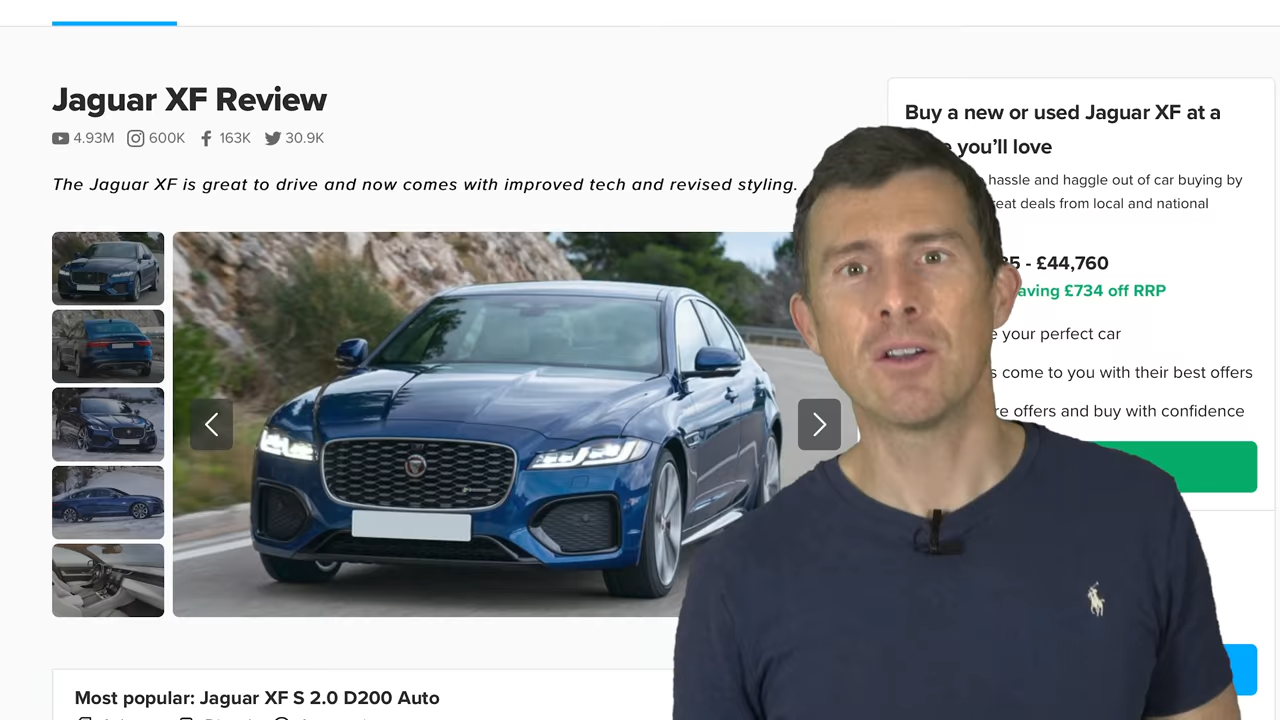 Jaguar XF Review
4.93M 600K 163K 30.9K
The Jaguar XF is great to drive and now comes with improved tech and revised styling.
Buy a new or used Jaguar XF at a
you’ll love
hassle and haggle out of car buying by
deals from local and national
- £44,760
£734 off RRP
your perfect car
come to you with their best offers
offers and buy with confidence
Most popular: Jaguar XF S 2.0 D200 Auto